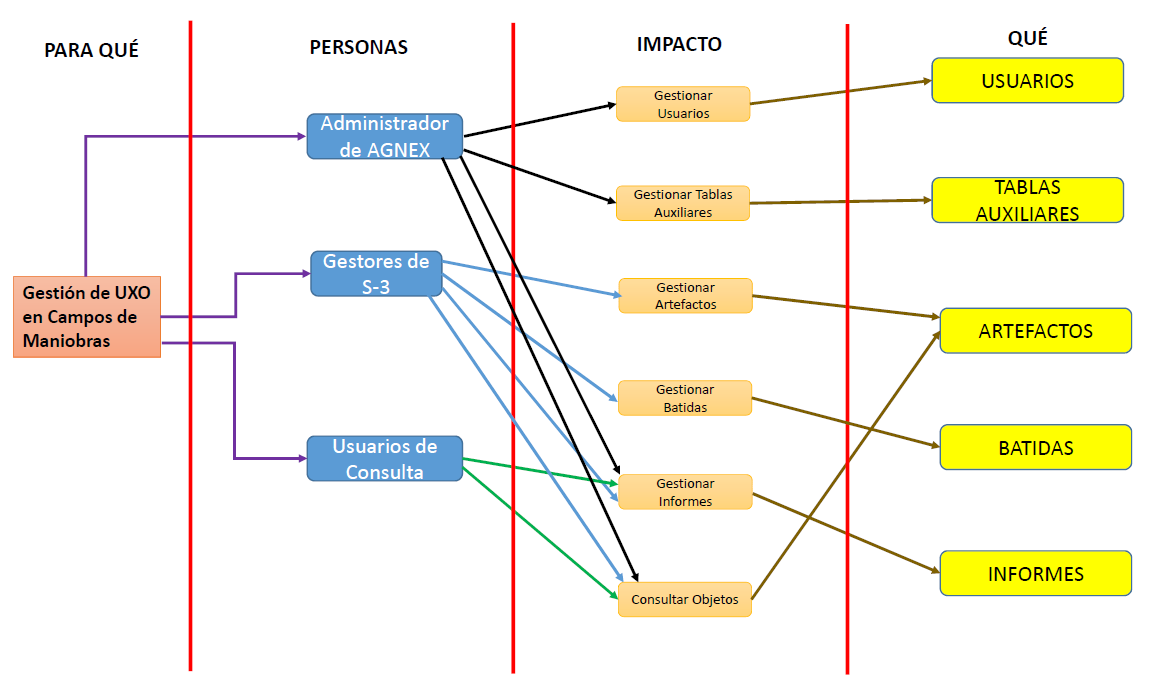 PARA QUÉ
PERSONAS
IMPACTO
QUÉ
Gestión de UXO
en Campos de
Maniobras
Administrador
de AGNEX
Gestores de
S-3
Usuarios de
Consulta
Gestionar
Usuarios
Gestionar Tablas
Auxiliares
Gestionar
Artefactos
Gestionar
Batidas
Gestionar
Informes
Consultar Objetos
USUARIOS
TABLAS
AUXILIARES
ARTEFACTOS
BATIDAS
INFORMES